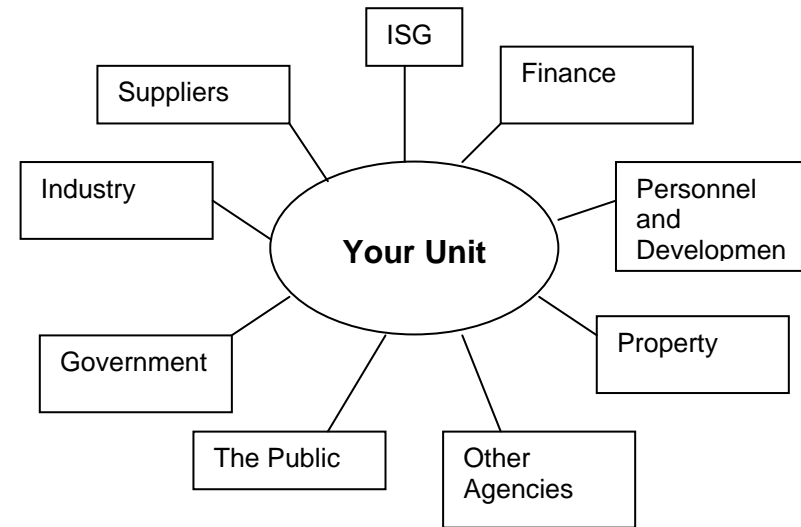 ISG
Finance
Suppliers
Industry
Personnel
and
Developmen
Your Unit
Government
Property
The Public
Other
Agencies